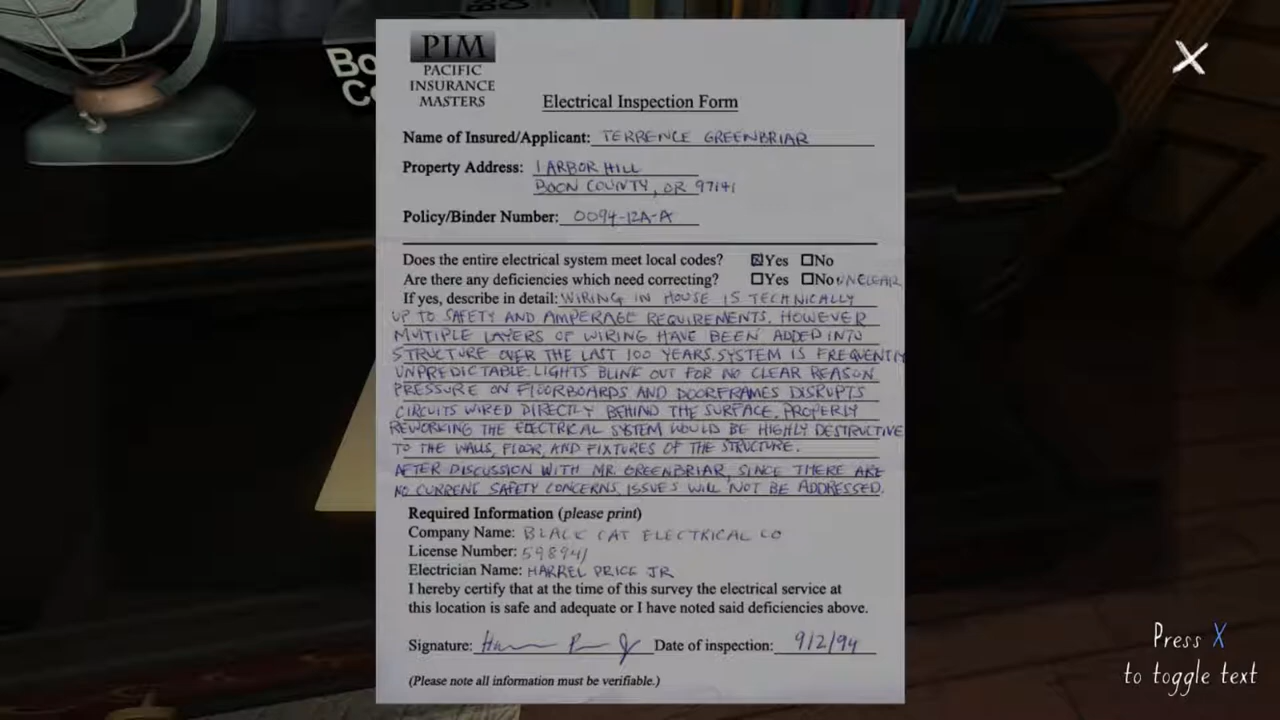 Bo
Co
PIM
PACIFIC
INSURANCE
MASTERS
Electrical Inspection Form
Name of Insured/Applicant: TERRENCE GREENBRIAR
Property Address: 1 ARBOR HILL
BOON COUNTY, OR 97141
Policy/Binder Number: 0094-12A-A
Does the entire electrical system meet local codes? ☒Yes ☐No
Are there any deficiencies which need correcting? ☐Yes ☐No UNCLEAR
If yes, describe in detail: WIRING IN HOUSE IS TECHNICALLY
UP TO SAFETY AND AMPERAGE REQUIREMENTS. HOWEVER
MULTIPLE LAYERS OF WIRING HAVE BEEN ADDED INTO
STRUCTURE OVER THE LAST 100 YEARS. SYSTEM IS FREQUENTLY
UNPREDICTABLE. LIGHTS BLINK OUT FOR NO CLEAR REASON.
PRESSURE ON FLOORBOARDS AND DOORFRAMES DISRUPTS
CIRCUITS WIRED DIRECTLY BEHIND THE SURFACE. PROPERLY
REWORKING THE ELECTRICAL SYSTEM WOULD BE HIGHLY DESTRUCTIVE
TO THE WALLS, FLOOR, AND FIXTURES OF THE STRUCTURE.
AFTER DISCUSSION WITH MR. GREENBRIAR, SINCE THERE ARE
NO CURRENT SAFETY CONCERNS, ISSUES WILL NOT BE ADDRESSED.
Required Information (please print)
Company Name: BLACK CAT ELECTRICAL CO
License Number: 598941
Electrician Name: HARREL PRICE JR
I hereby certify that at the time of this survey the electrical service at
this location is safe and adequate or I have noted said deficiencies above.
Signature: Date of inspection: 9/2/94
(Please note all information must be verifiable.)
Press X
to toggle text